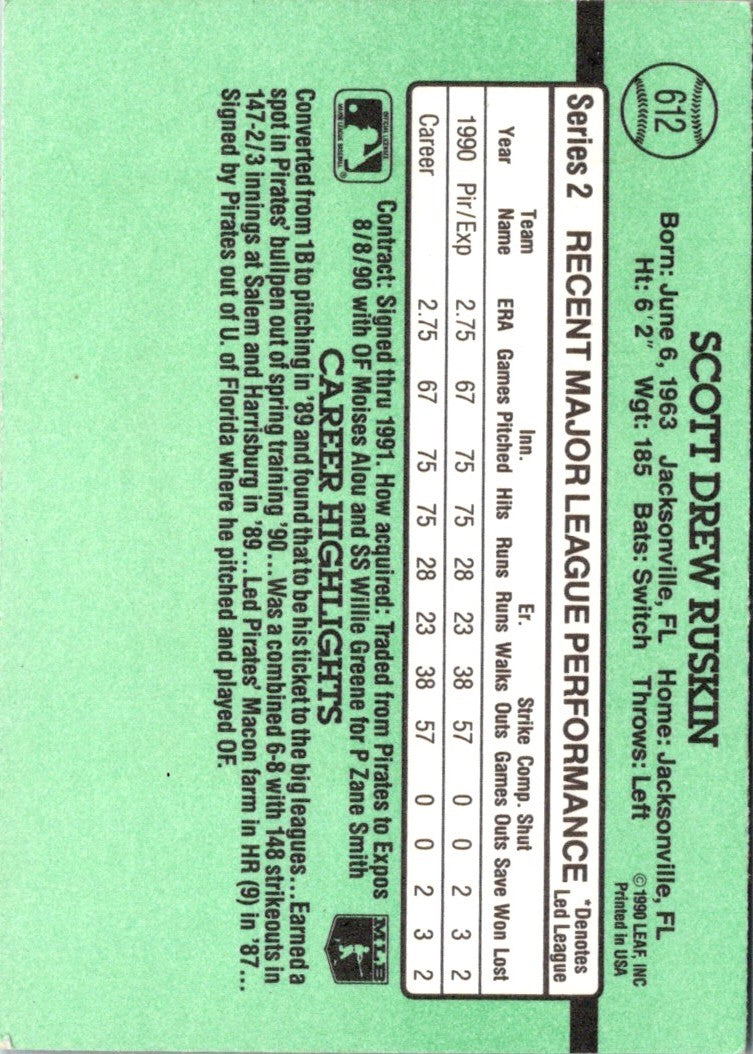 612
SCOTT DREW RUSKIN
Born: June 6, 1963 Jacksonville, FL Home: Jacksonville, FL
Ht: 6'2" Wgt: 185 Bats: Switch Throws: Left
©1990 LEAF, INC
Printed in USA
Series 2 RECENT MAJOR LEAGUE PERFORMANCE *Denotes Led League
Team Inn. Er. Strike Comp. Shut
Year Name ERA Games Pitched Hits Runs Runs Walks Outs Games Outs Save Won Lost
1990 Pir/Exp 2.75 67 75 75 28 23 38 57 0 0 2 3 2
Career 2.75 67 75 75 28 23 38 57 0 0 2 3 2
OFFICIAL LICENSEE
MAJOR LEAGUE BASEBALL
®
Contract: Signed thru 1991. How acquired: Traded from Pirates to Expos
8/8/90 with OF Moises Alou and SS Willie Greene for P Zane Smith
MLB
CAREER HIGHLIGHTS
Converted from 1B to pitching in '89 and found that to be his ticket to the big leagues...Earned a
spot in Pirates' bullpen out of spring training '90...Was a combined 6-8 with 148 strikeouts in
147-2/3 innings at Salem and Harrisburg in '89...Led Pirates' Macon farm in HR (9) in '87...
Signed by Pirates out of U. of Florida where he pitched and played OF.